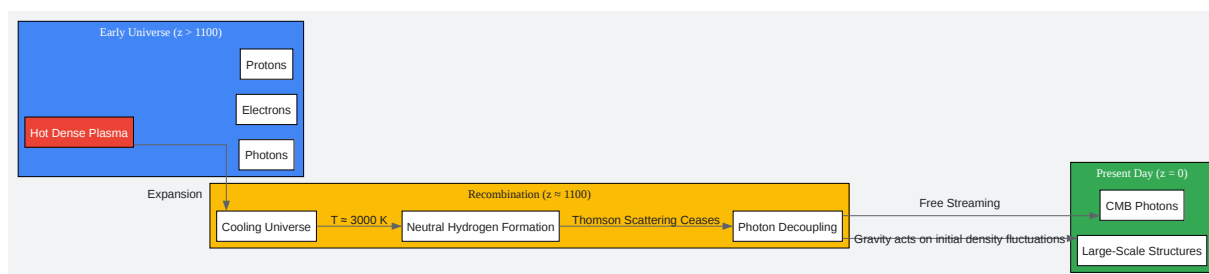 Early Universe (z > 1100)
Protons
Electrons
Hot Dense Plasma
Photons
Expansion
Recombination (z ≈ 1100)
Cooling Universe
T ≈ 3000 K
Neutral Hydrogen Formation
Thomson Scattering Ceases
Photon Decoupling
Free Streaming
Gravity acts on initial density fluctuations
Present Day (z = 0)
CMB Photons
Large-Scale Structures